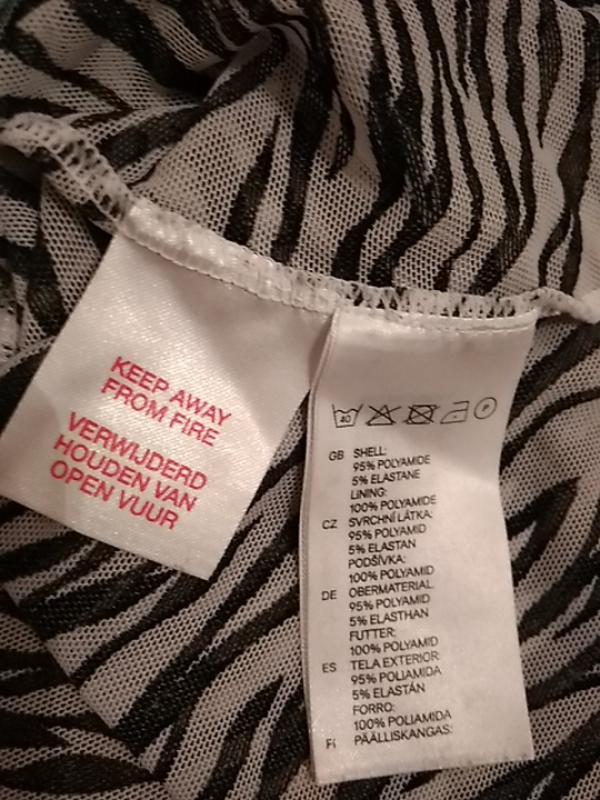 KEEP AWAY
FROM FIRE
VERWIJDERD
HOUDEN VAN
OPEN VUUR
40 P
GB SHELL:
95% POLYAMIDE
5% ELASTANE
LINING:
100% POLYAMIDE
CZ SVRCHNÍ LÁTKA:
95% POLYAMID
5% ELASTAN
PODŠÍVKA:
100% POLYAMID
DE OBERMATERIAL:
95% POLYAMID
5% ELASTHAN
FUTTER:
100% POLYAMID
ES TELA EXTERIOR:
95% POLIAMIDA
5% ELASTÁN
FORRO:
100% POLIAMIDA
FI PÄÄLLISKANGAS: